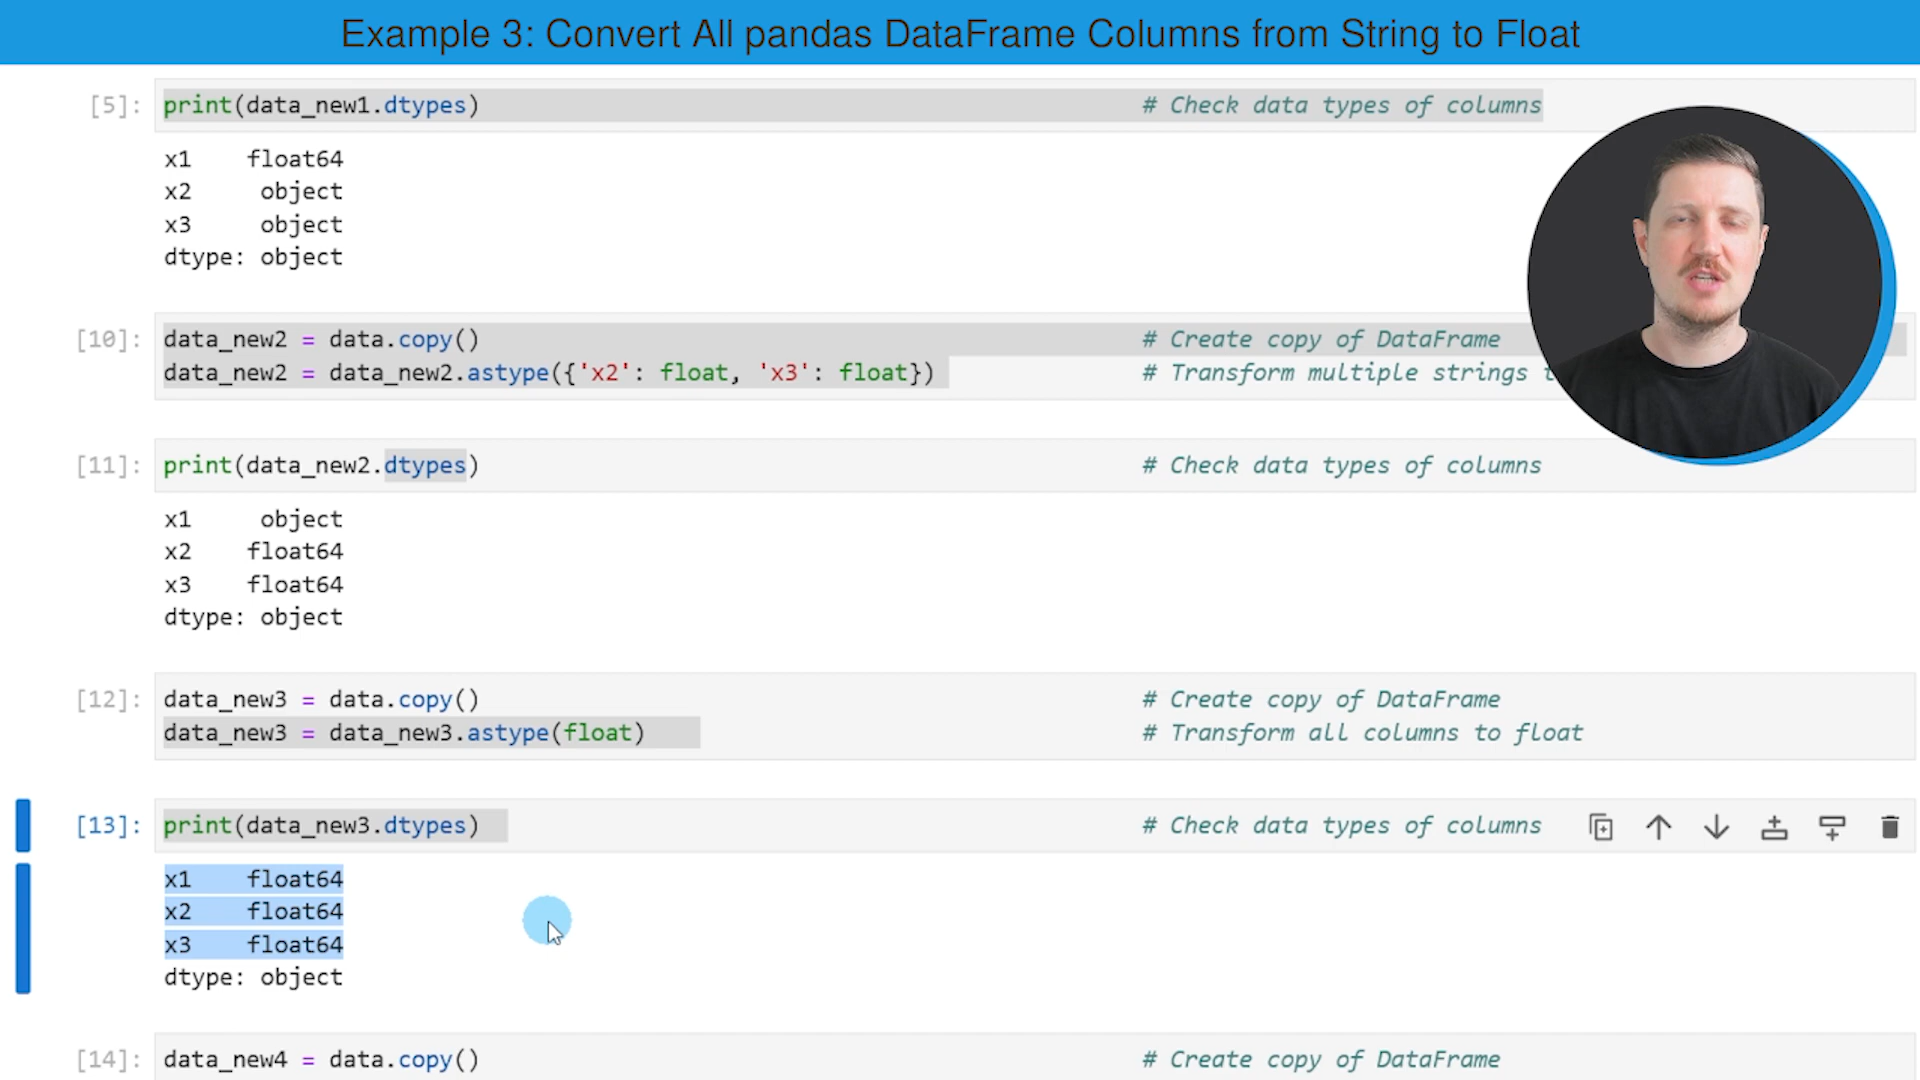 Example 3: Convert All pandas DataFrame Columns from String to Float
[5]: print(data_new1.dtypes) # Check data types of columns
x1 float64
x2 object
x3 object
dtype: object
[10]: data_new2 = data.copy() # Create copy of DataFrame
data_new2 = data_new2.astype({'x2': float, 'x3': float}) # Transform multiple strings
[11]: print(data_new2.dtypes) # Check data types of columns
x1 object
x2 float64
x3 float64
dtype: object
[12]: data_new3 = data.copy() # Create copy of DataFrame
data_new3 = data_new3.astype(float) # Transform all columns to float
[13]: print(data_new3.dtypes) # Check data types of columns
x1 float64
x2 float64
x3 float64
dtype: object
[14]: data_new4 = data.copy() # Create copy of DataFrame